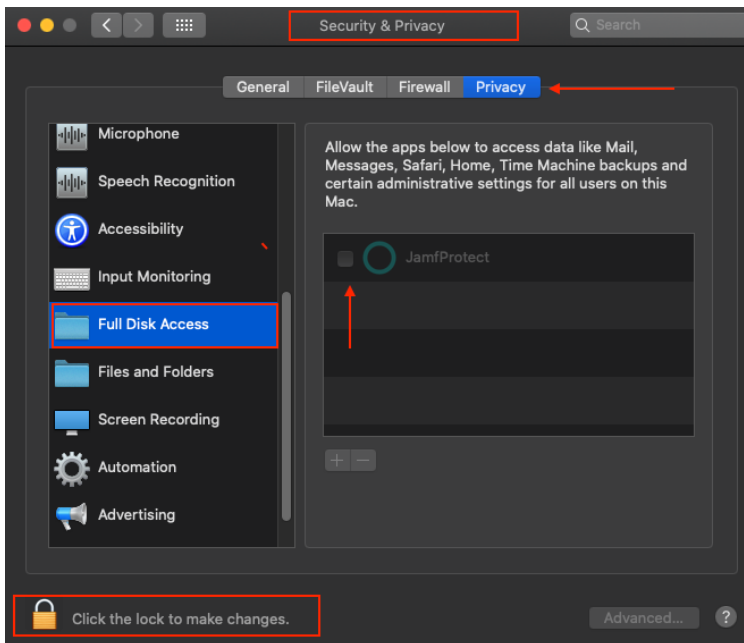 Security & Privacy
Search
General FileVault Firewall Privacy
Microphone
Speech Recognition
Accessibility
Input Monitoring
Full Disk Access
Files and Folders
Screen Recording
Automation
Advertising
Allow the apps below to access data like Mail,
Messages, Safari, Home, Time Machine backups and
certain administrative settings for all users on this
Mac.
JamfProtect
+ −
Click the lock to make changes.
Advanced...
?